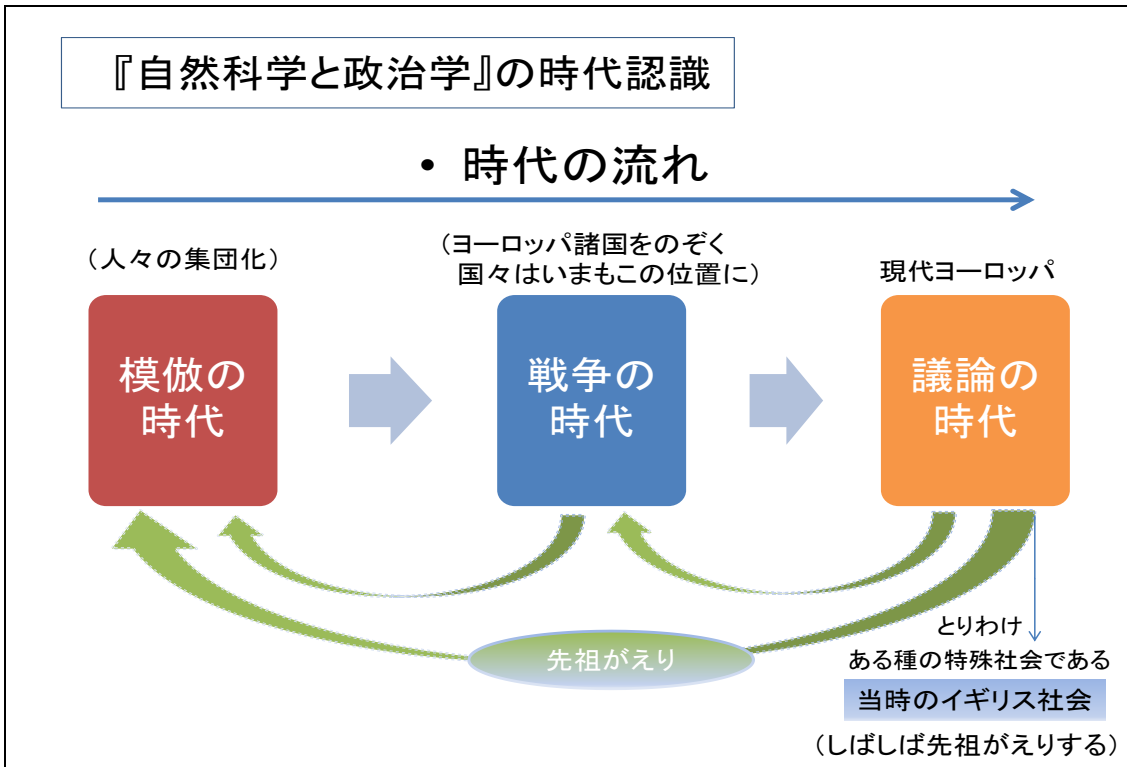 『自然科学と政治学』の時代認識
• 時代の流れ
（人々の集団化）
（ヨーロッパ諸国をのぞく
国々はいまもこの位置に）
現代ヨーロッパ
模倣の
時代
戦争の
時代
議論の
時代
先祖がえり
とりわけ
ある種の特殊社会である
当時のイギリス社会
（しばしば先祖がえりする）